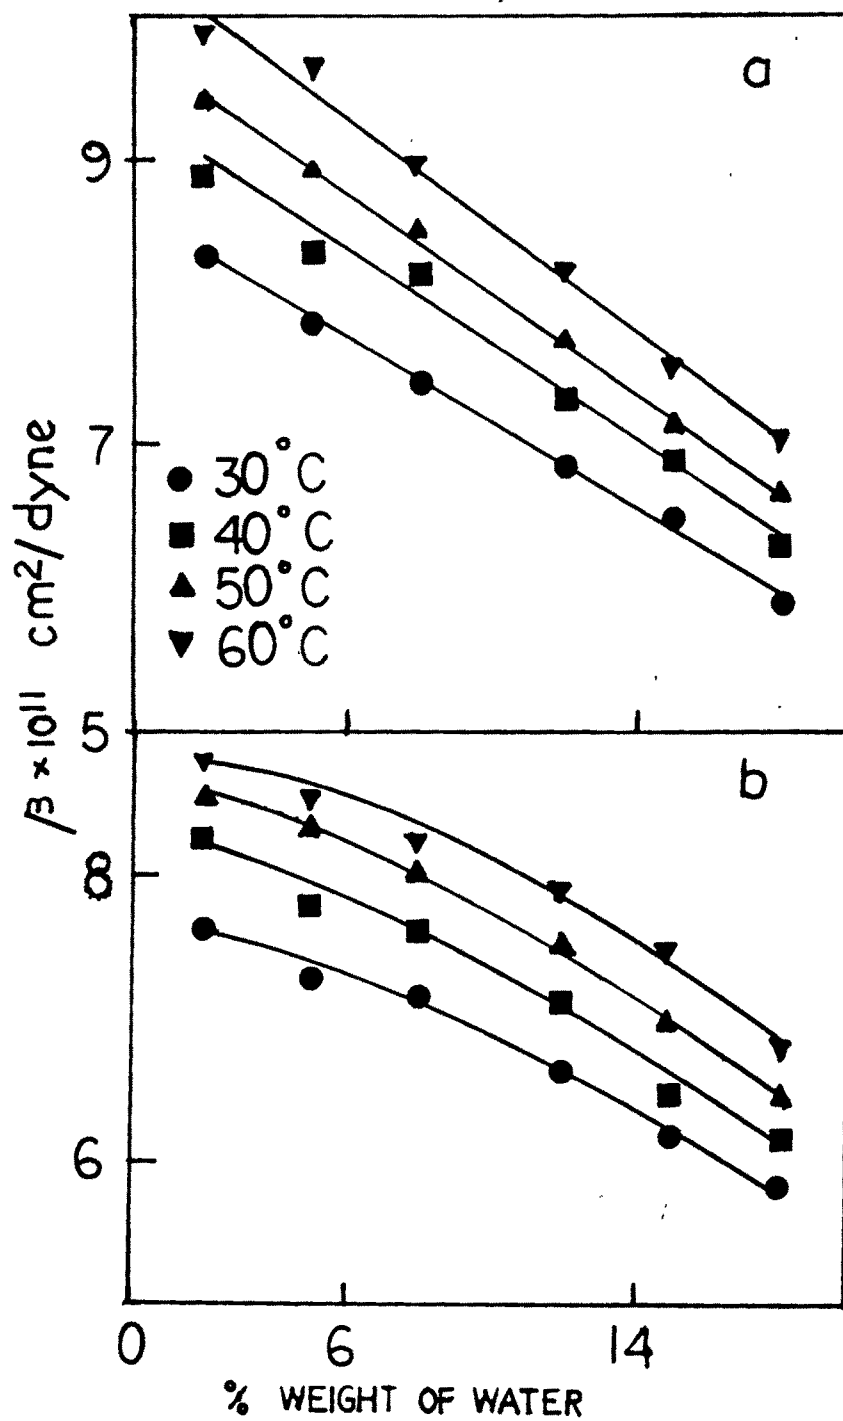 a
9
7
5
β × 10¹¹ cm²/dyne
30°C
40°C
50°C
60°C
b
8
6
0 6 14
% WEIGHT OF WATER